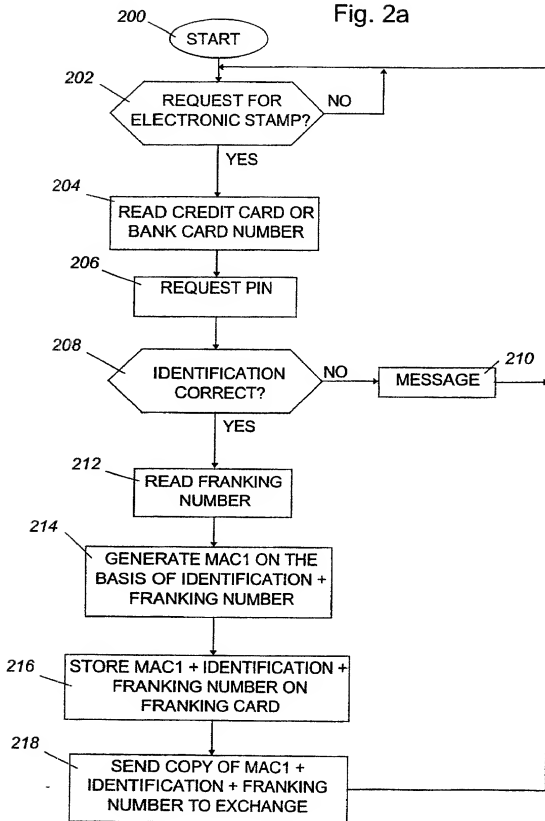 Fig. 2a
200
START
202
REQUEST FOR
ELECTRONIC STAMP?
NO
YES
204
READ CREDIT CARD OR
BANK CARD NUMBER
206
REQUEST PIN
208
IDENTIFICATION
CORRECT?
NO
210
MESSAGE
YES
212
READ FRANKING
NUMBER
214
GENERATE MAC1 ON THE
BASIS OF IDENTIFICATION +
FRANKING NUMBER
216
STORE MAC1 + IDENTIFICATION +
FRANKING NUMBER ON
FRANKING CARD
218
SEND COPY OF MAC1 +
IDENTIFICATION + FRANKING
NUMBER TO EXCHANGE